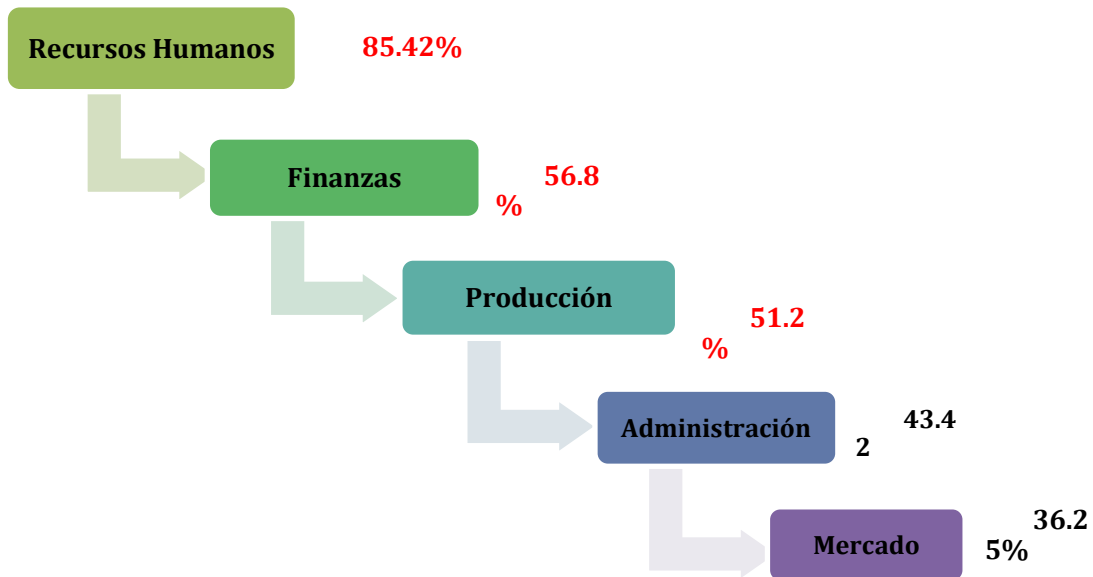 Recursos Humanos
85.42%
Finanzas
56.8
%
Producción
51.2
%
Administración
43.4
2
Mercado
36.2
5%